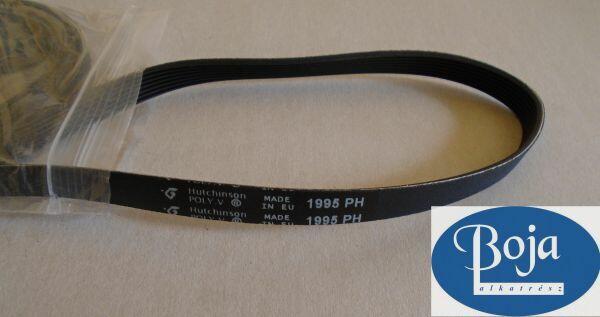 Hutchinson MADE 1995 PH
POLY V ® IN EU
Hutchinson MADE 1995 PH
POLY V ® IN EU
Boja
alkatrész